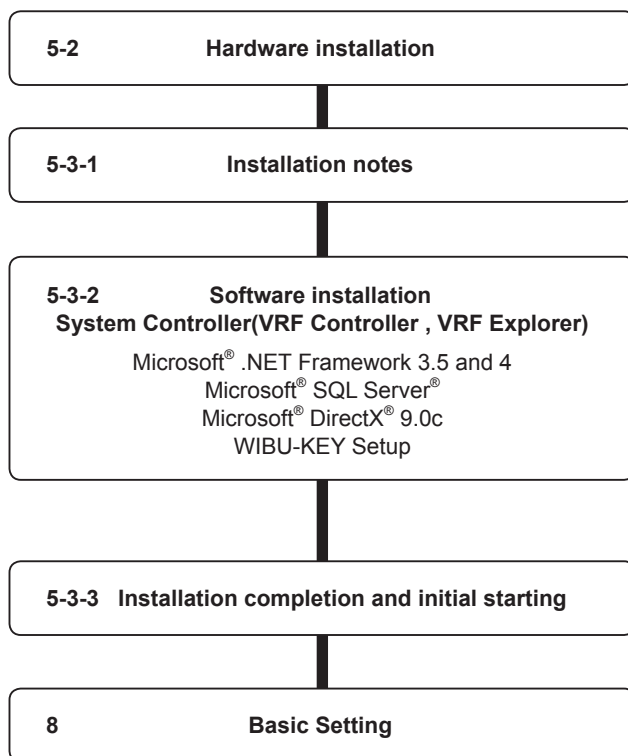 5-2 Hardware installation
5-3-1 Installation notes
5-3-2 Software installation
System Controller(VRF Controller , VRF Explorer)
Microsoft® .NET Framework 3.5 and 4
Microsoft® SQL Server®
Microsoft® DirectX® 9.0c
WIBU-KEY Setup
5-3-3 Installation completion and initial starting
8 Basic Setting